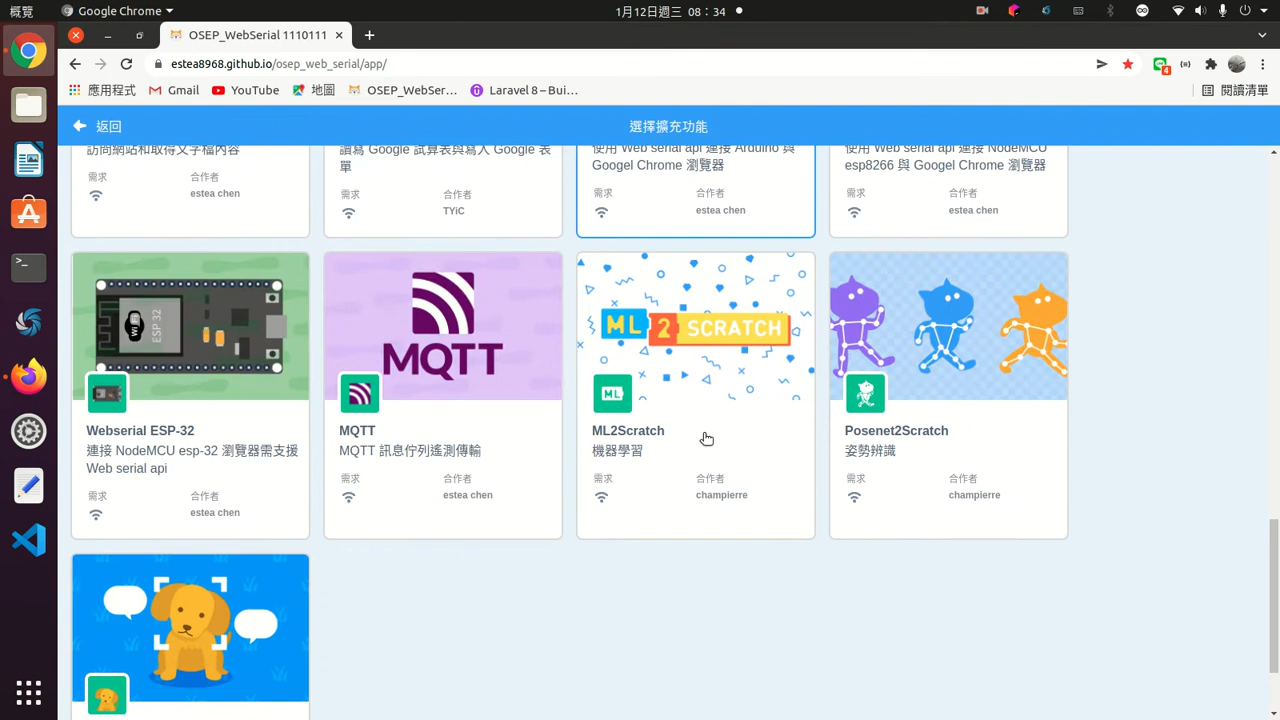 概覽
Google Chrome
1月12日週三 08:34
OSEP_WebSerial 1110111
estea8968.github.io/osep_web_serial/app/
4
應用程式
Gmail
YouTube
地圖
OSEP_WebSer...
Laravel 8 – Bui...
閱讀清單
返回
選擇擴充功能
訪問網站和取得文字檔內容
需求
合作者
estea chen
讀寫 Google 試算表與寫入 Google 表
單
需求
合作者
TYiC
使用 Web serial api 連接 Arduino 與
Googel Chrome 瀏覽器
需求
合作者
estea chen
使用 Web serial api 連接 NodeMCU
esp8266 與 Googel Chrome 瀏覽器
需求
合作者
estea chen
WiFi
ESP 32
Webserial ESP-32
連接 NodeMCU esp-32 瀏覽器需支援
Web serial api
需求
合作者
estea chen
MQTT
MQTT
MQTT 訊息佇列遙測傳輸
需求
合作者
estea chen
ML 2 SCRATCH
ML
ML2Scratch
機器學習
需求
合作者
champierre
Posenet2Scratch
姿勢辨識
需求
合作者
champierre